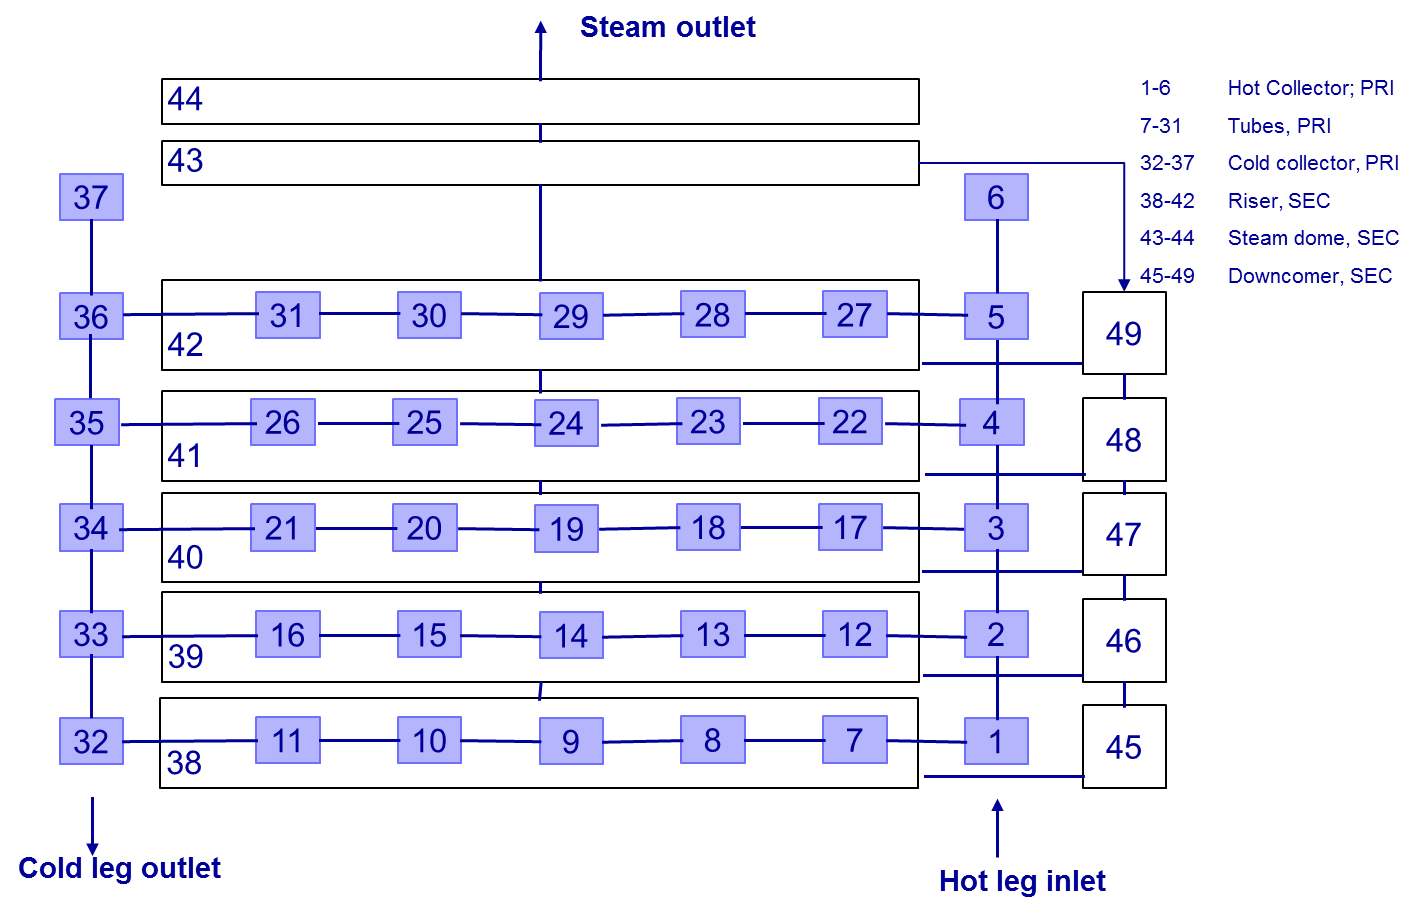 Steam outlet
44
1-6 Hot Collector; PRI
7-31 Tubes, PRI
43
32-37 Cold collector, PRI
37
6
38-42 Riser, SEC
43-44 Steam dome, SEC
45-49 Downcomer, SEC
36 31 30 29 28 27 5
49
42
35 26 25 24 23 22 4
48
41
34 21 20 19 18 17 3
47
40
33 16 15 14 13 12 2
46
39
32 11 10 9 8 7 1
45
38
Cold leg outlet
Hot leg inlet